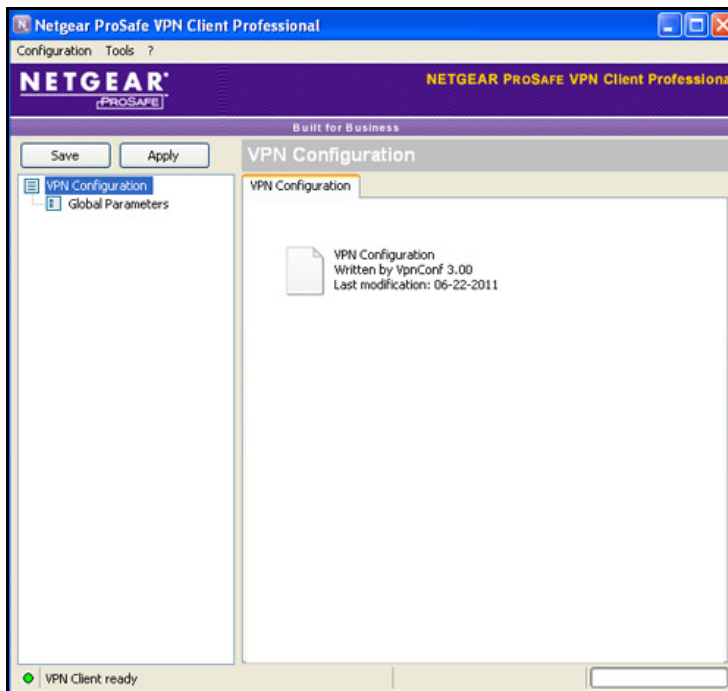 Netgear ProSafe VPN Client Professional
Configuration Tools ?
NETGEAR
PROSAFE
NETGEAR PROSAFE VPN Client Professiona
Built for Business
Save
Apply
VPN Configuration
VPN Configuration
Global Parameters
VPN Configuration
VPN Configuration
Written by VpnConf 3.00
Last modification: 06-22-2011
VPN Client ready